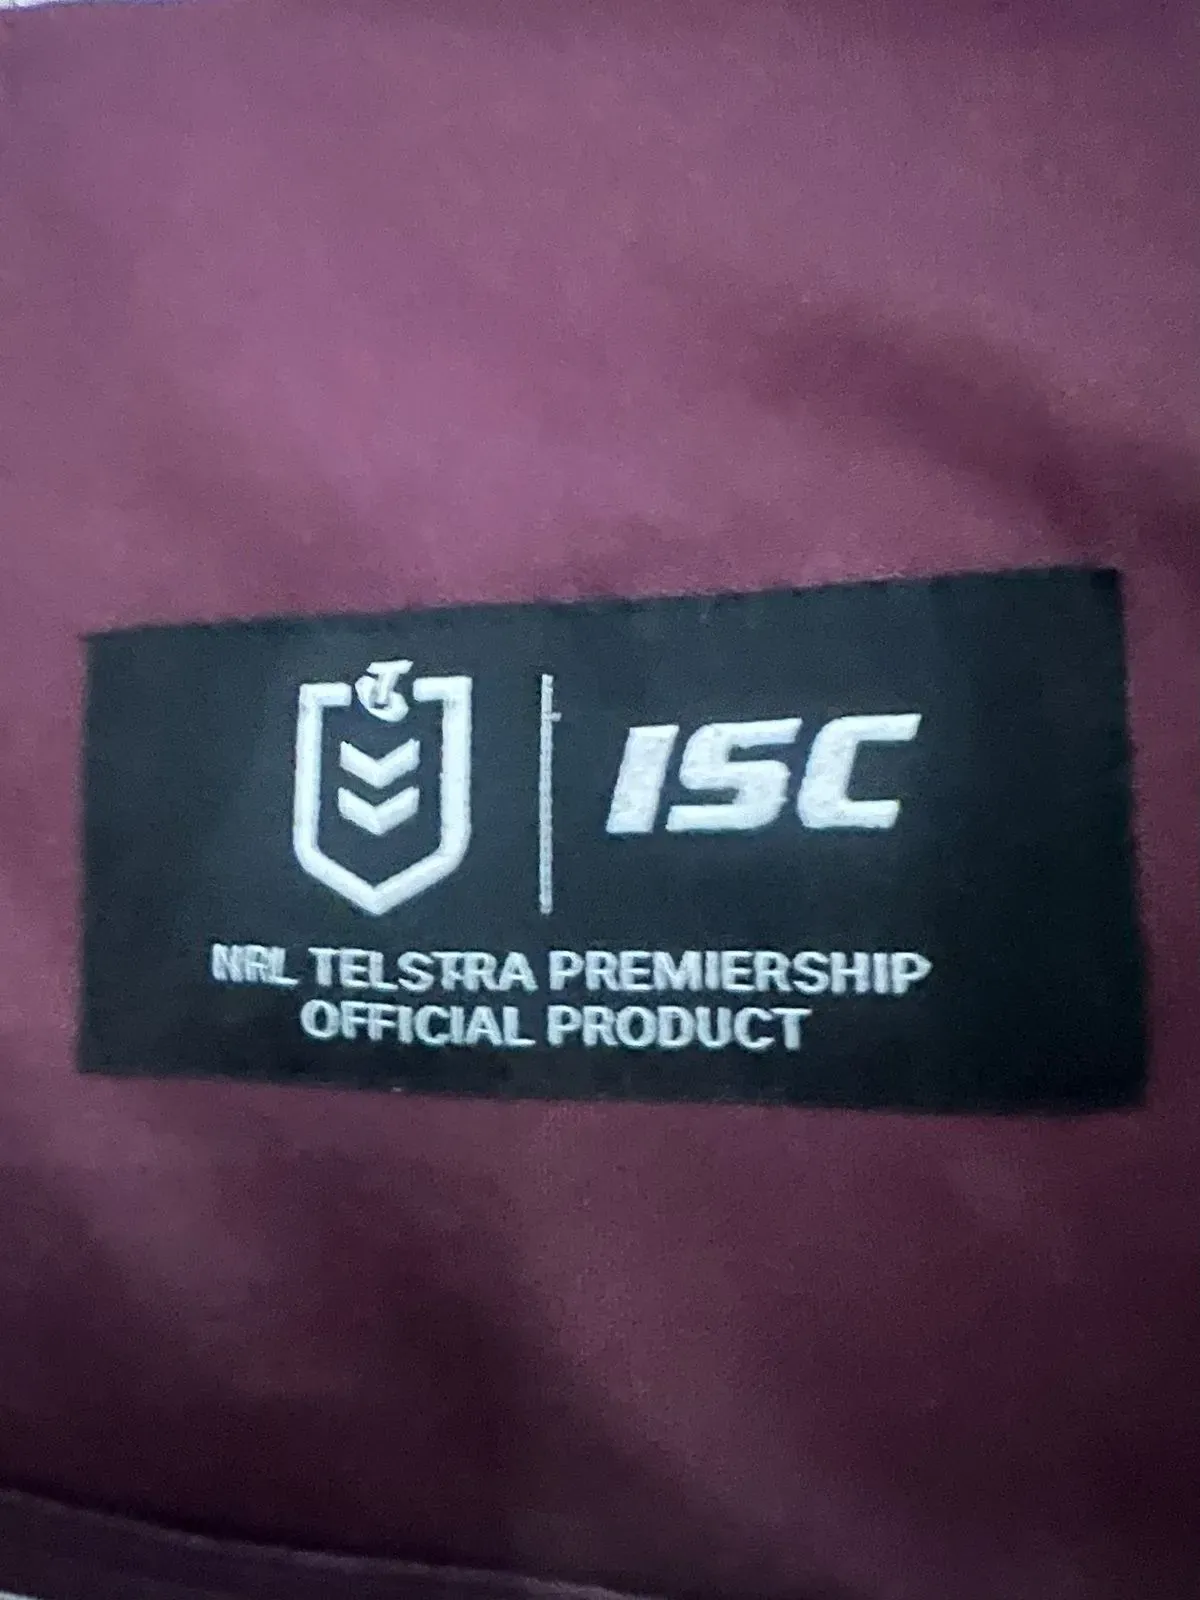 ISC
NRL TELSTRA PREMIERSHIP
OFFICIAL PRODUCT